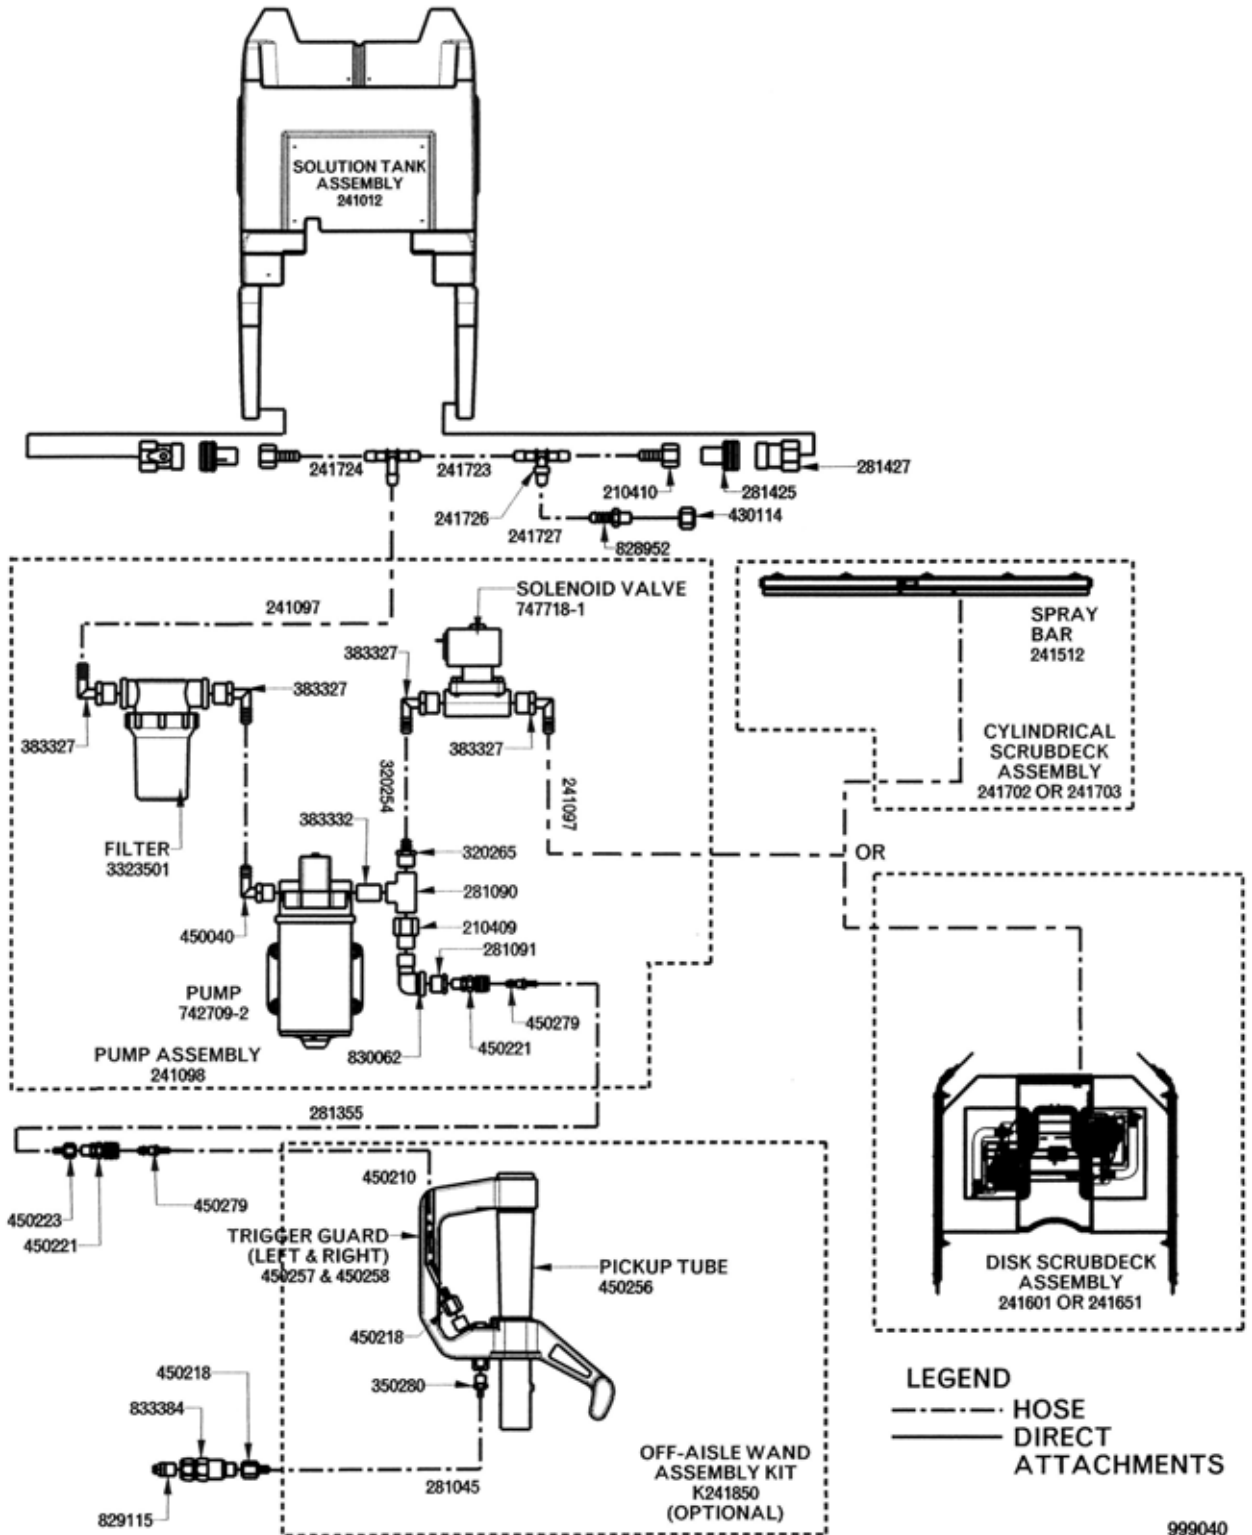 SOLUTION TANK
ASSEMBLY
241012
241724
241723
281427
210410
281425
241726
430114
241727
828952
SOLENOID VALVE
747718-1
241097
SPRAY
BAR
241512
383327
383327
383327
383327
CYLINDRICAL
SCRUBDECK
ASSEMBLY
241702 OR 241703
320254
241097
383332
FILTER
3323501
320265
OR
281090
450040
210409
281091
PUMP
742709-2
450279
450221
830062
PUMP ASSEMBLY
241098
281355
450210
450223
450279
450221
TRIGGER GUARD
(LEFT & RIGHT)
450257 & 450258
PICKUP TUBE
450256
DISK SCRUBDECK
ASSEMBLY
241601 OR 241651
450218
450218
350280
833384
LEGEND
HOSE
DIRECT
ATTACHMENTS
OFF-AISLE WAND
ASSEMBLY KIT
K241850
(OPTIONAL)
281045
829115
999040